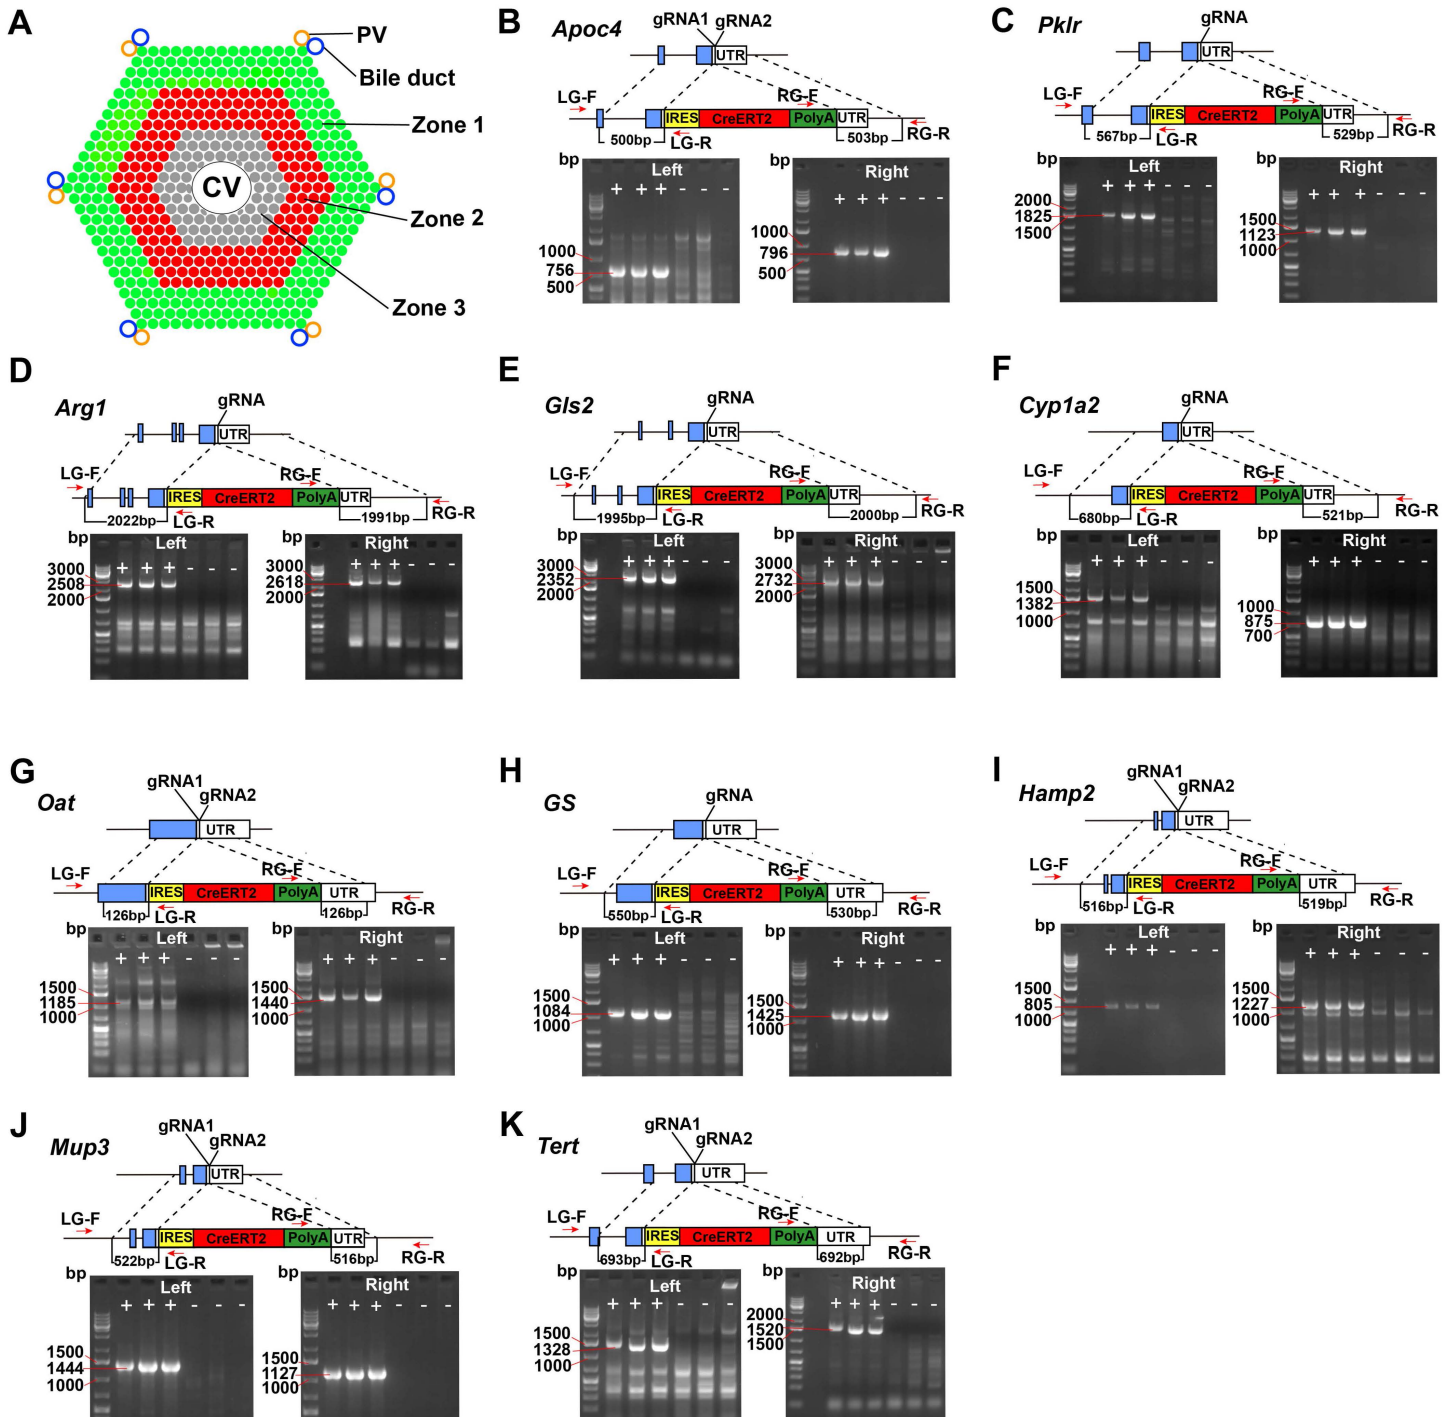 A
PV
Bile duct
Zone 1
CV
Zone 2
Zone 3
B
Apoc4
gRNA1 gRNA2
UTR
LG-F
RG-F
IRES CreERT2 PolyA UTR
500bp LG-R 503bp RG-R
bp Left Right
+ + + - - -
+ + + - - -
1000
756
500
1000
796
500
C
Pklr
gRNA
UTR
LG-F
RG-F
IRES CreERT2 PolyA UTR
567bp LG-R 529bp RG-R
bp Left bp Right
+ + + - - -
+ + + - - -
2000
1825
1500
1500
1123
1000
D
Arg1
gRNA
UTR
LG-F
RG-F
IRES CreERT2 PolyA UTR
2022bp LG-R 1991bp RG-R
bp Left bp Right
+ + + - - -
+ + + - - -
3000
2508
2000
3000
2618
2000
E
Gls2
gRNA
UTR
LG-F
RG-F
IRES CreERT2 PolyA UTR
1995bp LG-R 2000bp RG-R
bp Left bp Right
+ + + - - -
+ + + - - -
3000
2352
2000
3000
2732
2000
F
Cyp1a2
gRNA
UTR
LG-F
RG-F
IRES CreERT2 PolyA UTR
680bp LG-R 521bp RG-R
bp Left bp Right
+ + + - - -
+ + + - - -
1500
1382
1000
1000
875
700
G
Oat
gRNA1
gRNA2
UTR
LG-F
RG-F
IRES CreERT2 PolyA UTR
126bp LG-R 126bp RG-R
bp Left bp Right
+ + + - - -
+ + + - - -
1500
1185
1000
1500
1440
1000
H
GS
gRNA
UTR
LG-F
RG-F
IRES CreERT2 PolyA UTR
550bp LG-R 530bp RG-R
bp Left bp Right
+ + + - - -
+ + + - - -
1500
1084
1000
1500
1425
1000
I
Hamp2
gRNA1
gRNA2
UTR
LG-F
RG-F
IRES CreERT2 PolyA UTR
516bp LG-R 519bp RG-R
bp Left bp Right
+ + + - - -
+ + + - - -
1500
805
1000
1500
1227
1000
J
Mup3
gRNA1
gRNA2
UTR
LG-F
RG-F
IRES CreERT2 PolyA UTR
522bp LG-R 516bp RG-R
bp Left bp Right
+ + + - - -
+ + + - - -
1500
1444
1000
1500
1127
1000
K
Tert
gRNA1
gRNA2
UTR
LG-F
RG-F
IRES CreERT2 PolyA UTR
693bp LG-R 692bp RG-R
bp Left bp Right
+ + + - - -
+ + + - - -
1500
1328
1000
2000
1520
1500